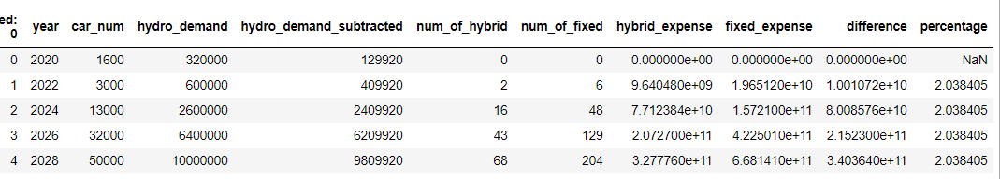 ed:
0 year car_num hydro_demand hydro_demand_subtracted num_of_hybrid num_of_fixed hybrid_expense fixed_expense difference percentage
0 2020 1600 320000 129920 0 0 0.000000e+00 0.000000e+00 0.000000e+00 NaN
1 2022 3000 600000 409920 2 6 9.640480e+09 1.965120e+10 1.001072e+10 2.038405
2 2024 13000 2600000 2409920 16 48 7.712384e+10 1.572100e+11 8.008576e+10 2.038405
3 2026 32000 6400000 6209920 43 129 2.072700e+11 4.225010e+11 2.152300e+11 2.038405
4 2028 50000 10000000 9809920 68 204 3.277760e+11 6.681410e+11 3.403640e+11 2.038405